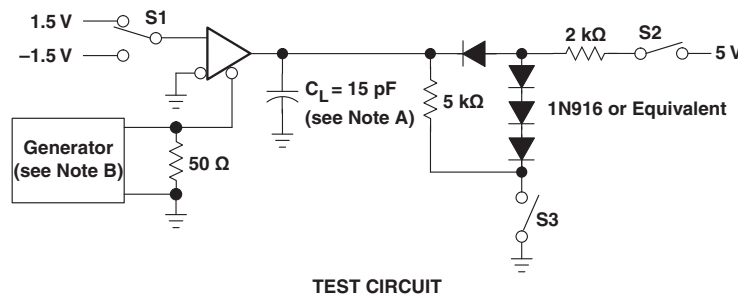 1.5 V
S1
–1.5 V
2 kΩ
S2
5 V
CL = 15 pF
(see Note A)
5 kΩ
1N916 or Equivalent
Generator
(see Note B)
50 Ω
S3
TEST CIRCUIT